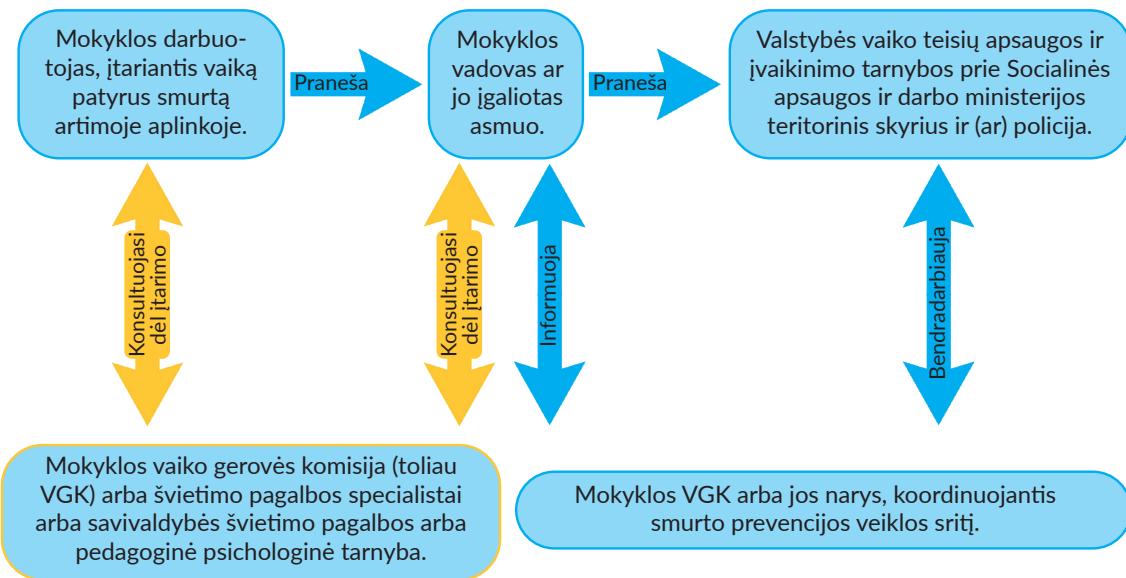 Mokyklos darbuo-
tojas, įtariantis vaiką
patyrus smurtą
artimoje aplinkoje.
Praneša
Mokyklos
vadovas ar
jo įgaliotas
asmuo.
Praneša
Valstybės vaiko teisių apsaugos ir
įvaikinimo tarnybos prie Socialinės
apsaugos ir darbo ministerijos
teritorinis skyrius ir (ar) policija.
Konsultuojasi
dėl įtarimo
Konsultuojasi
dėl įtarimo
Informuoja
Bendradarbiauja
Mokyklos vaiko gerovės komisija (toliau
VGK) arba švietimo pagalbos specialistai
arba savivaldybės švietimo pagalbos arba
pedagoginė psichologinė tarnyba.
Mokyklos VGK arba jos narys, koordinuojantis
smurto prevencijos veiklos sritį.